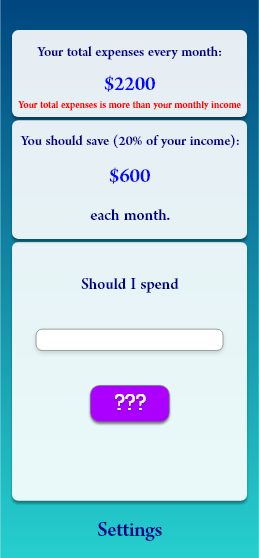 Your total expenses every month:
$2200
Your total expenses is more than your monthly income
You should save (20% of your income):
$600
each month.
Should I spend
???
Settings